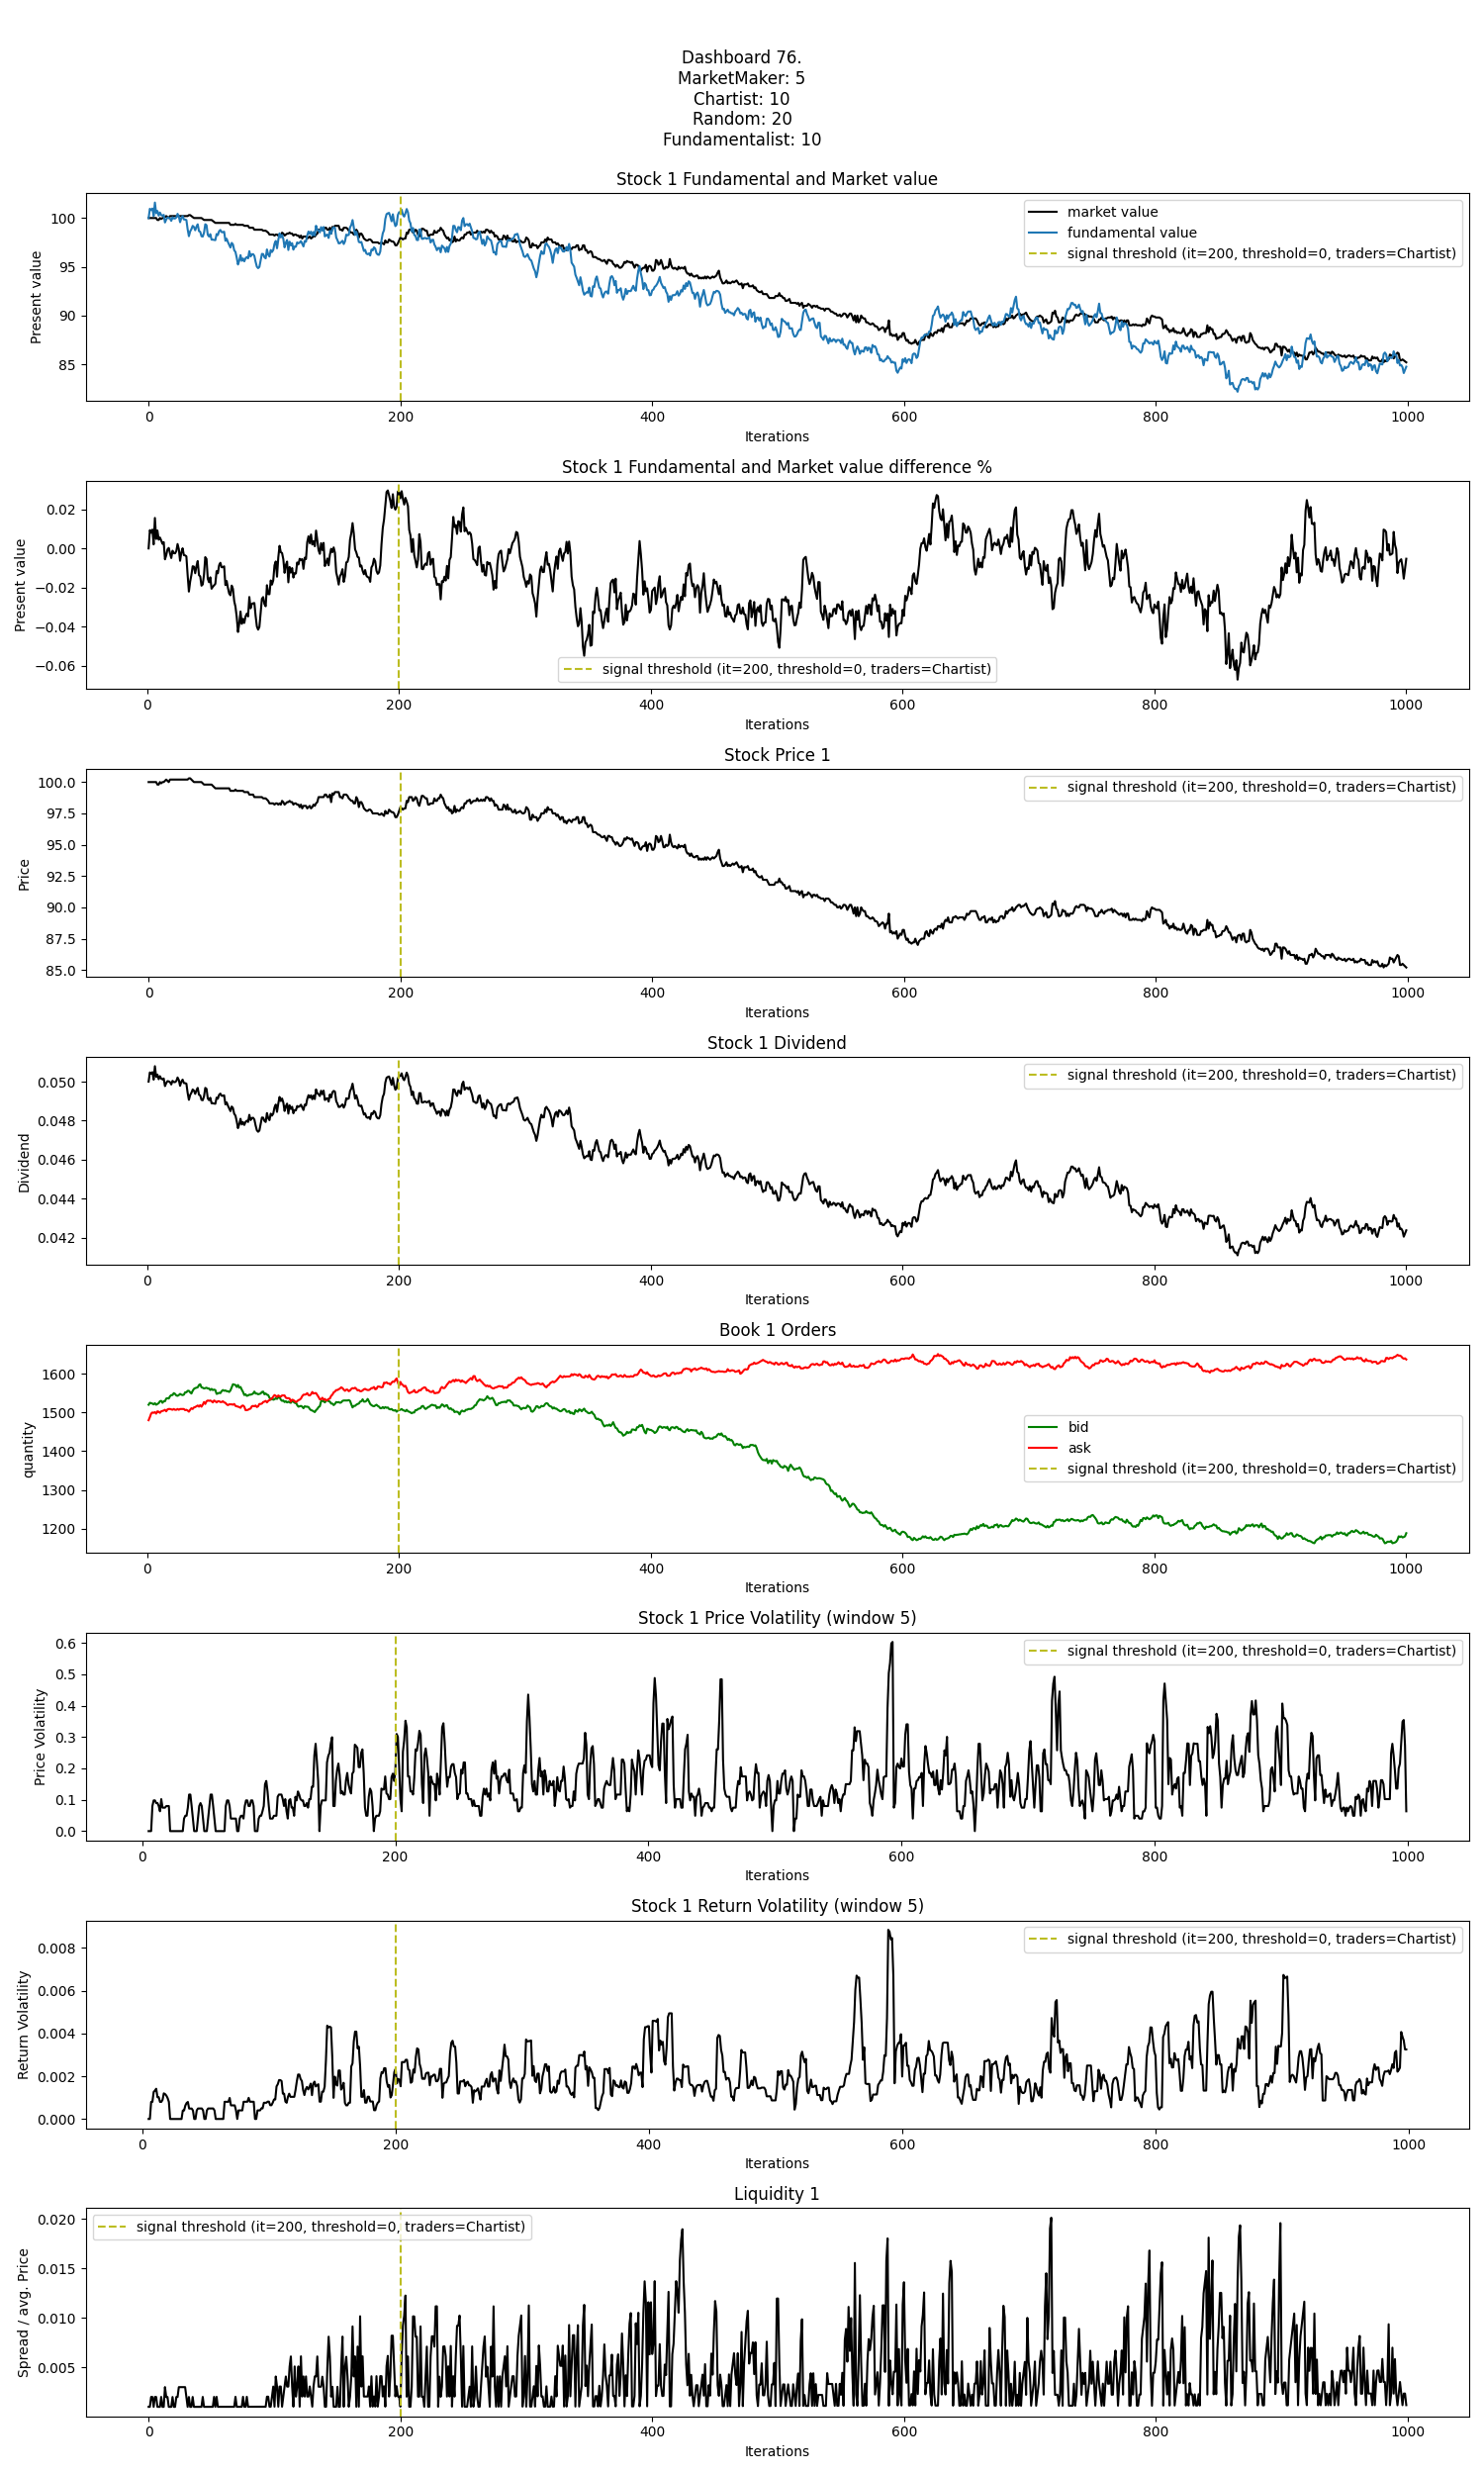 Dashboard 76.
MarketMaker: 5
Chartist: 10
Random: 20
Fundamentalist: 10
Stock 1 Fundamental and Market value
market value
fundamental value
signal threshold (it=200, threshold=0, traders=Chartist)
Present value
100
95
90
85
0 200 400 600 800 1000
Iterations
Stock 1 Fundamental and Market value difference %
Present value
0.02
0.00
−0.02
−0.04
−0.06
signal threshold (it=200, threshold=0, traders=Chartist)
0 200 400 600 800 1000
Iterations
Stock Price 1
signal threshold (it=200, threshold=0, traders=Chartist)
Price
100.0
97.5
95.0
92.5
90.0
87.5
85.0
0 200 400 600 800 1000
Iterations
Stock 1 Dividend
signal threshold (it=200, threshold=0, traders=Chartist)
Dividend
0.050
0.048
0.046
0.044
0.042
0 200 400 600 800 1000
Iterations
Book 1 Orders
quantity
1600
1500
1400
1300
1200
bid
ask
signal threshold (it=200, threshold=0, traders=Chartist)
0 200 400 600 800 1000
Iterations
Stock 1 Price Volatility (window 5)
signal threshold (it=200, threshold=0, traders=Chartist)
Price Volatility
0.6
0.5
0.4
0.3
0.2
0.1
0.0
0 200 400 600 800 1000
Iterations
Stock 1 Return Volatility (window 5)
signal threshold (it=200, threshold=0, traders=Chartist)
Return Volatility
0.008
0.006
0.004
0.002
0.000
0 200 400 600 800 1000
Iterations
Liquidity 1
signal threshold (it=200, threshold=0, traders=Chartist)
Spread / avg. Price
0.020
0.015
0.010
0.005
0 200 400 600 800 1000
Iterations